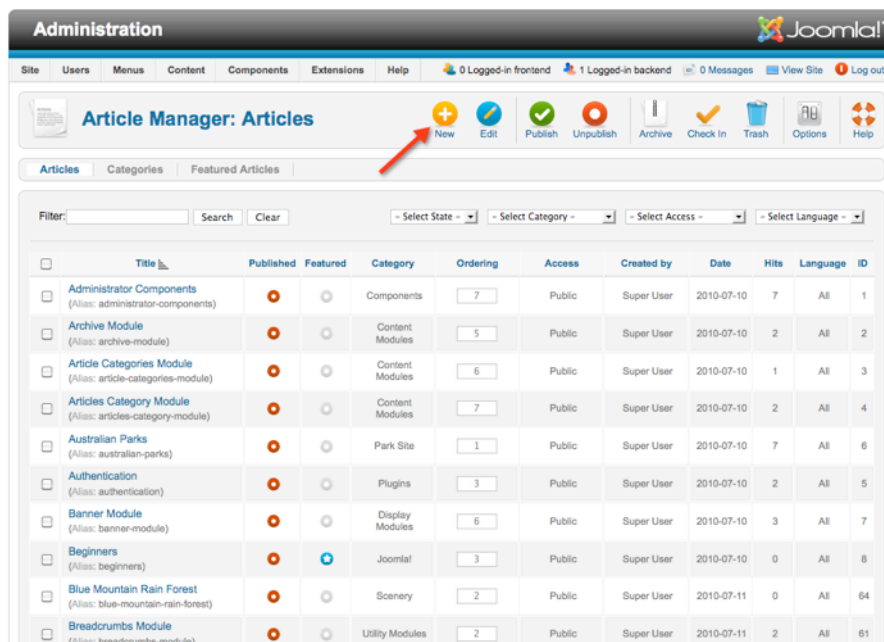 Administration
Joomla!
Site Users Menus Content Components Extensions Help 0 Logged-in frontend 1 Logged-in backend 0 Messages View Site Log out
Article Manager: Articles
New Edit Publish Unpublish Archive Check In Trash Options Help
Articles Categories Featured Articles
Filter: Search Clear - Select State - - Select Category - - Select Access - - Select Language -
Title Published Featured Category Ordering Access Created by Date Hits Language ID
Administrator Components
(Alias: administrator-components)
Components 7 Public Super User 2010-07-10 7 All 1
Archive Module
(Alias: archive-module)
Content Modules 5 Public Super User 2010-07-10 2 All 2
Article Categories Module
(Alias: article-categories-module)
Content Modules 6 Public Super User 2010-07-10 1 All 3
Articles Category Module
(Alias: articles-category-module)
Content Modules 7 Public Super User 2010-07-10 2 All 4
Australian Parks
(Alias: australian-parks)
Park Site 1 Public Super User 2010-07-10 7 All 6
Authentication
(Alias: authentication)
Plugins 3 Public Super User 2010-07-10 2 All 5
Banner Module
(Alias: banner-module)
Display Modules 6 Public Super User 2010-07-10 3 All 7
Beginners
(Alias: beginners)
Joomla! 3 Public Super User 2010-07-10 0 All 8
Blue Mountain Rain Forest
(Alias: blue-mountain-rain-forest)
Scenery 2 Public Super User 2010-07-11 0 All 64
Breadcrumbs Module
(Alias: breadcrumbs-module)
Utility Modules 2 Public Super User 2010-07-11 2 All 61